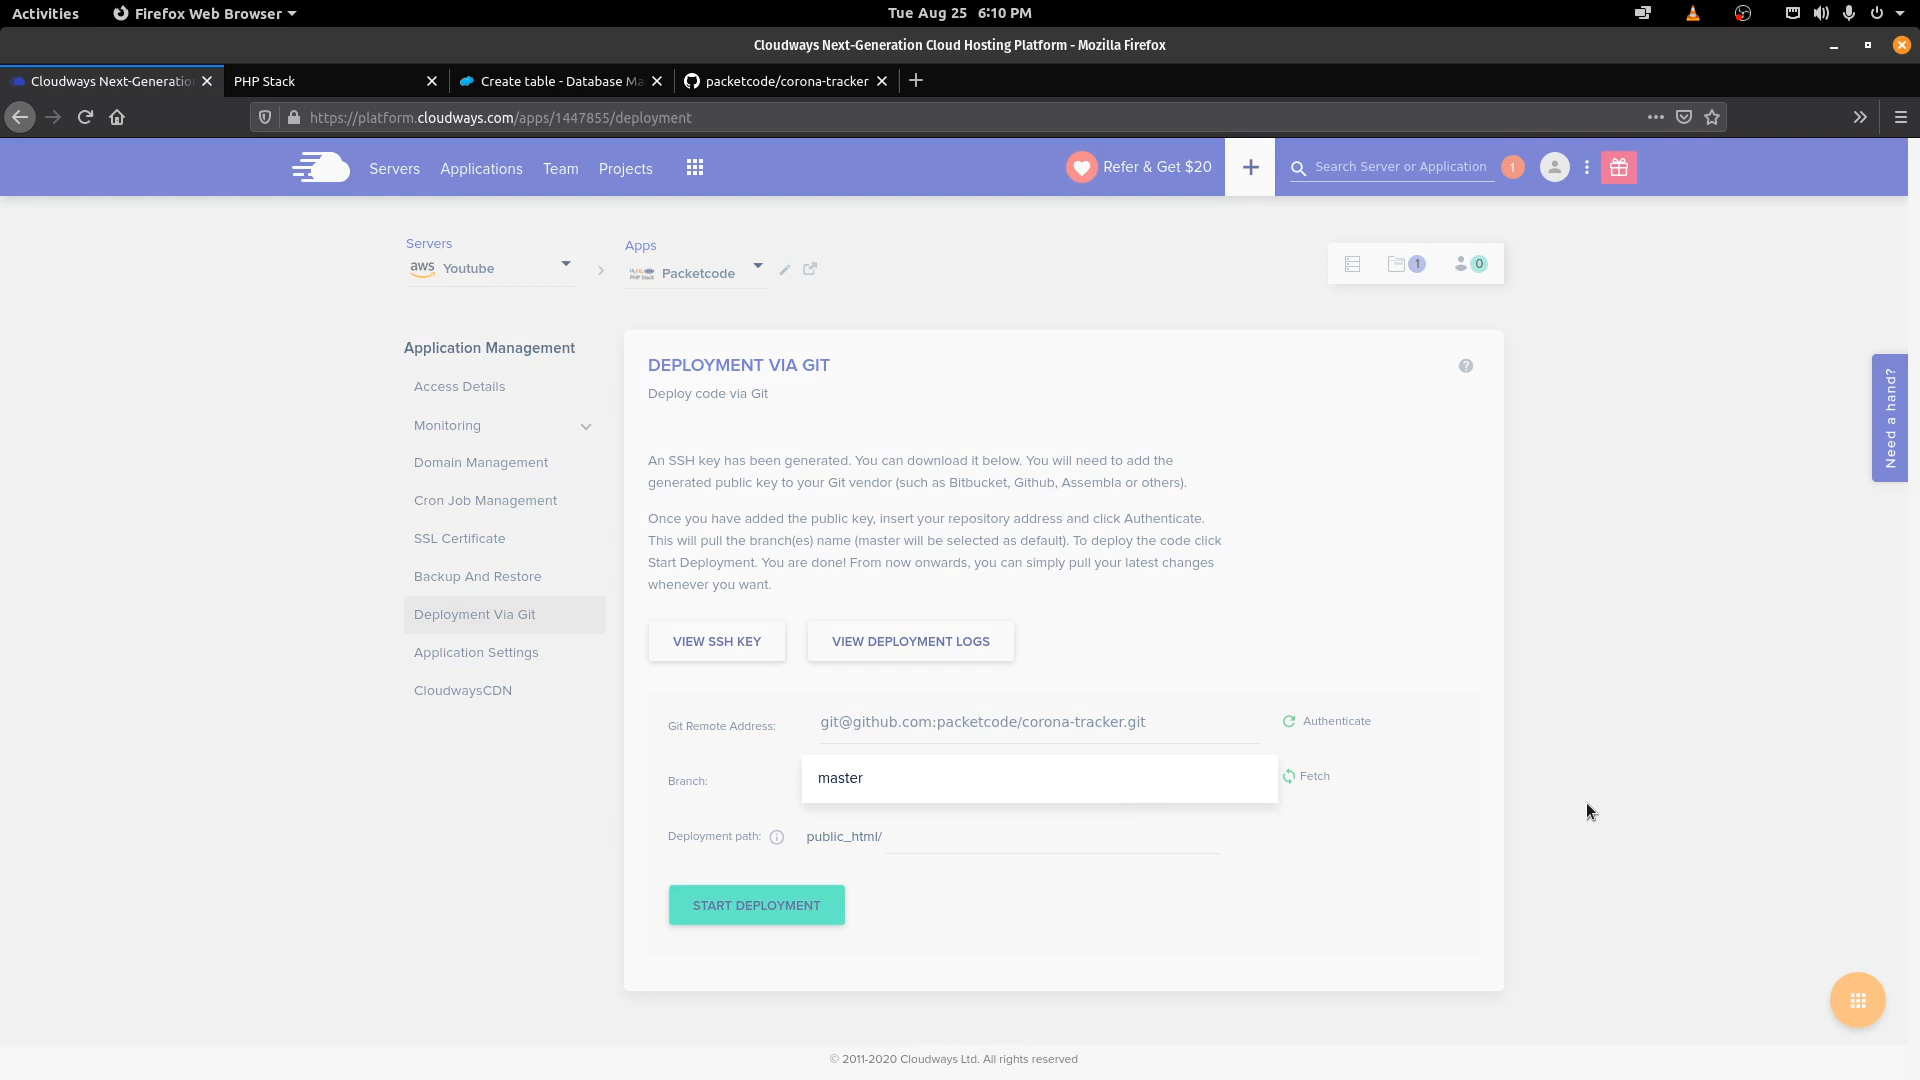 Activities
Firefox Web Browser
Tue Aug 25 6:10 PM
Cloudways Next-Generation Cloud Hosting Platform - Mozilla Firefox
Cloudways Next-Generatio
PHP Stack
Create table - Database Ma
packetcode/corona-tracker
https://platform.cloudways.com/apps/1447855/deployment
Servers
Applications
Team
Projects
Refer & Get $20
Search Server or Application
1
Servers
aws Youtube
Apps
Packetcode
1
0
Application Management
Access Details
Monitoring
Domain Management
Cron Job Management
SSL Certificate
Backup And Restore
Deployment Via Git
Application Settings
CloudwaysCDN
DEPLOYMENT VIA GIT
Deploy code via Git
An SSH key has been generated. You can download it below. You will need to add the
generated public key to your Git vendor (such as Bitbucket, Github, Assembla or others).
Once you have added the public key, insert your repository address and click Authenticate.
This will pull the branch(es) name (master will be selected as default). To deploy the code click
Start Deployment. You are done! From now onwards, you can simply pull your latest changes
whenever you want.
VIEW SSH KEY
VIEW DEPLOYMENT LOGS
Git Remote Address:
git@github.com:packetcode/corona-tracker.git
Authenticate
Branch:
master
Fetch
Deployment path:
public_html/
START DEPLOYMENT
Need a hand?
© 2011-2020 Cloudways Ltd. All rights reserved